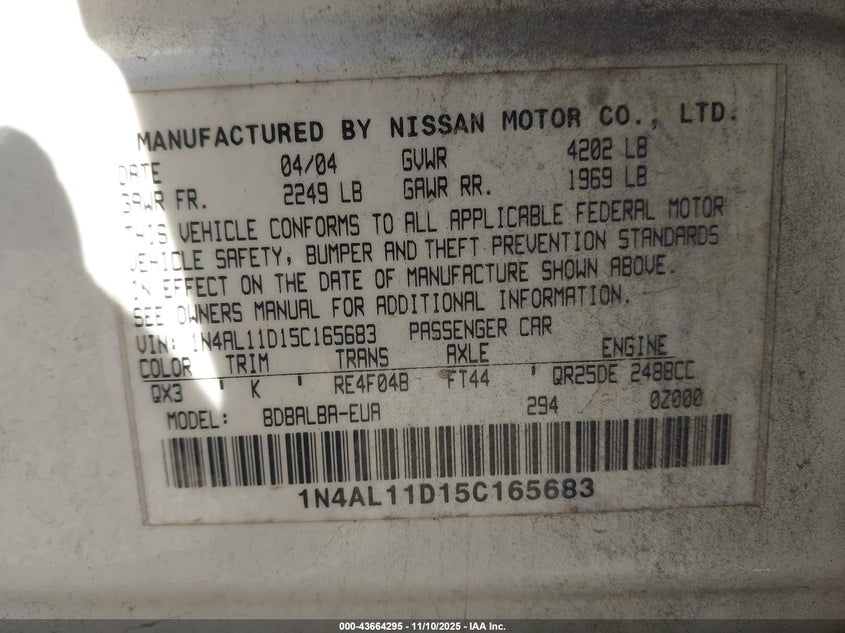 MANUFACTURED BY NISSAN MOTOR CO., LTD.
DATE 04/04 GVWR 4202 LB
GAWR FR. 2249 LB GAWR RR. 1969 LB
THIS VEHICLE CONFORMS TO ALL APPLICABLE FEDERAL MOTOR
VEHICLE SAFETY, BUMPER AND THEFT PREVENTION STANDARDS
IN EFFECT ON THE DATE OF MANUFACTURE SHOWN ABOVE.
SEE OWNERS MANUAL FOR ADDITIONAL INFORMATION.
VIN: 1N4AL11D15C165683 PASSENGER CAR
COLOR TRIM TRANS AXLE ENGINE
QX3 ' K ' RE4F04B FT44 ' QR25DE 2488CC
MODEL: BDBALBA-EUA 294 0Z000
1N4AL11D15C165683
000-43664295 - 11/10/2025 - IAA Inc.